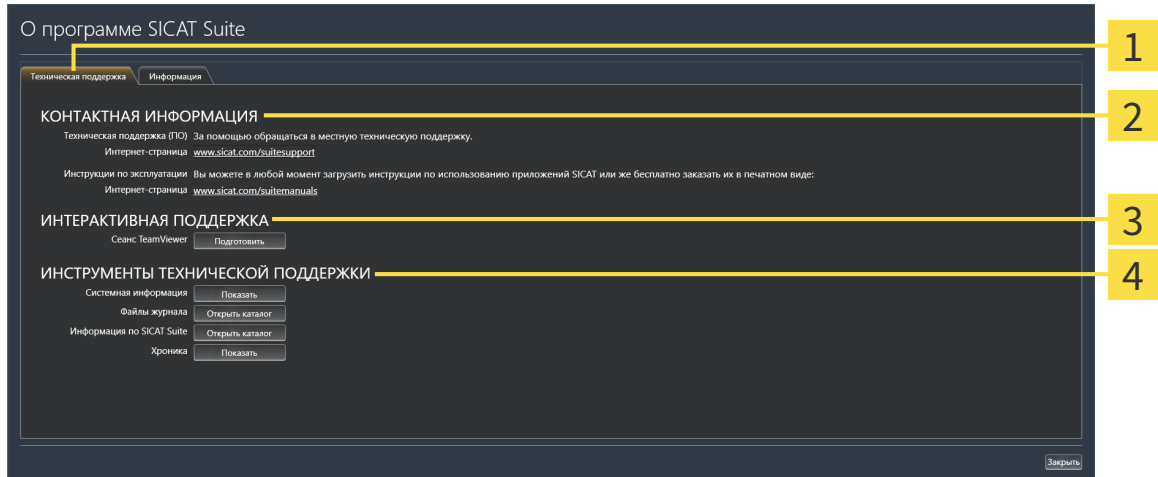 О программе SICAT Suite
1
Техническая поддержка Информация
КОНТАКТНАЯ ИНФОРМАЦИЯ
2
Техническая поддержка (ПО) За помощью обращаться в местную техническую поддержку.
Интернет-страница www.sicat.com/suitesupport
Инструкции по эксплуатации Вы можете в любой момент загрузить инструкции по использованию приложений SICAT или же бесплатно заказать их в печатном виде:
Интернет-страница www.sicat.com/suitemanuals
ИНТЕРАКТИВНАЯ ПОДДЕРЖКА
3
Сеанс TeamViewer Подготовить
ИНСТРУМЕНТЫ ТЕХНИЧЕСКОЙ ПОДДЕРЖКИ
4
Системная информация Показать
Файлы журнала Открыть каталог
Информация по SICAT Suite Открыть каталог
Хроника Показать
Закрыть